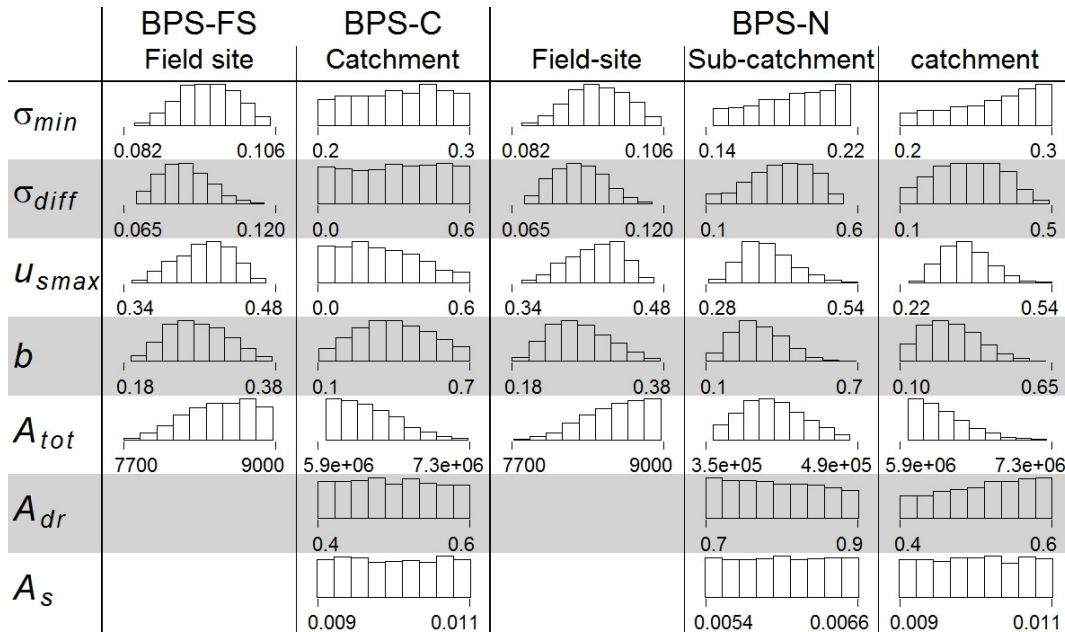 BPS-FS BPS-C BPS-N
Field site Catchment Field-site Sub-catchment catchment
σmin
0.082 0.106 0.2 0.3 0.082 0.106 0.14 0.22 0.2 0.3
σdiff
0.065 0.120 0.0 0.6 0.065 0.120 0.1 0.6 0.1 0.5
usmax
0.34 0.48 0.0 0.6 0.34 0.48 0.28 0.54 0.22 0.54
b
0.18 0.38 0.1 0.7 0.18 0.38 0.1 0.7 0.10 0.65
Atot
7700 9000 5.9e+06 7.3e+06 7700 9000 3.5e+05 4.9e+05 5.9e+06 7.3e+06
Adr
0.4 0.6 0.7 0.9 0.4 0.6
As
0.009 0.011 0.0054 0.0066 0.009 0.011